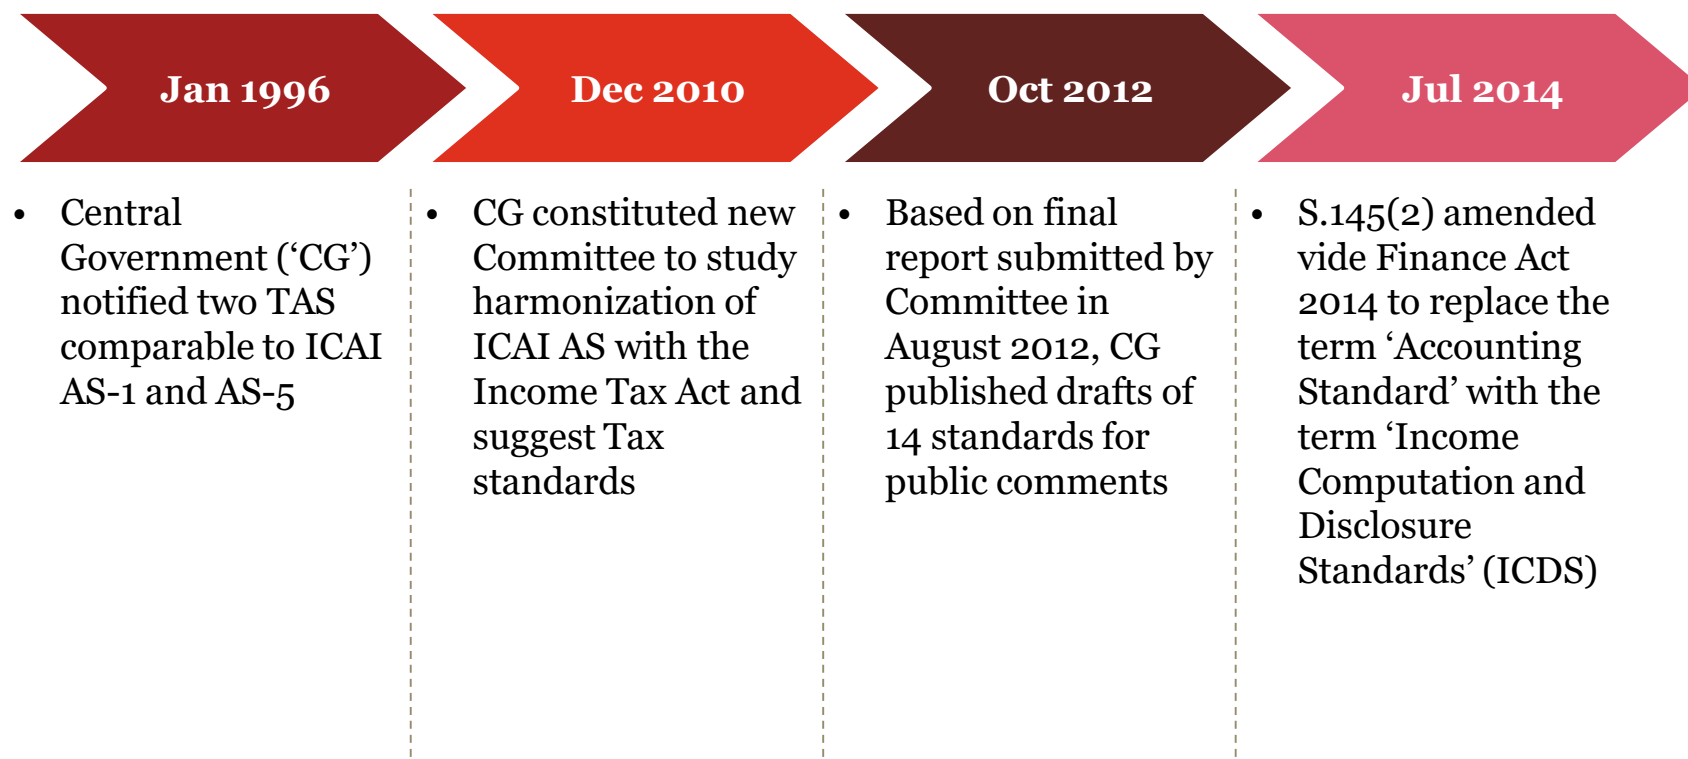 Jan 1996
Dec 2010
Oct 2012
Jul 2014
• Central
Government (‘CG’)
notified two TAS
comparable to ICAI
AS-1 and AS-5
• CG constituted new
Committee to study
harmonization of
ICAI AS with the
Income Tax Act and
suggest Tax
standards
• Based on final
report submitted by
Committee in
August 2012, CG
published drafts of
14 standards for
public comments
• S.145(2) amended
vide Finance Act
2014 to replace the
term ‘Accounting
Standard’ with the
term ‘Income
Computation and
Disclosure
Standards’ (ICDS)